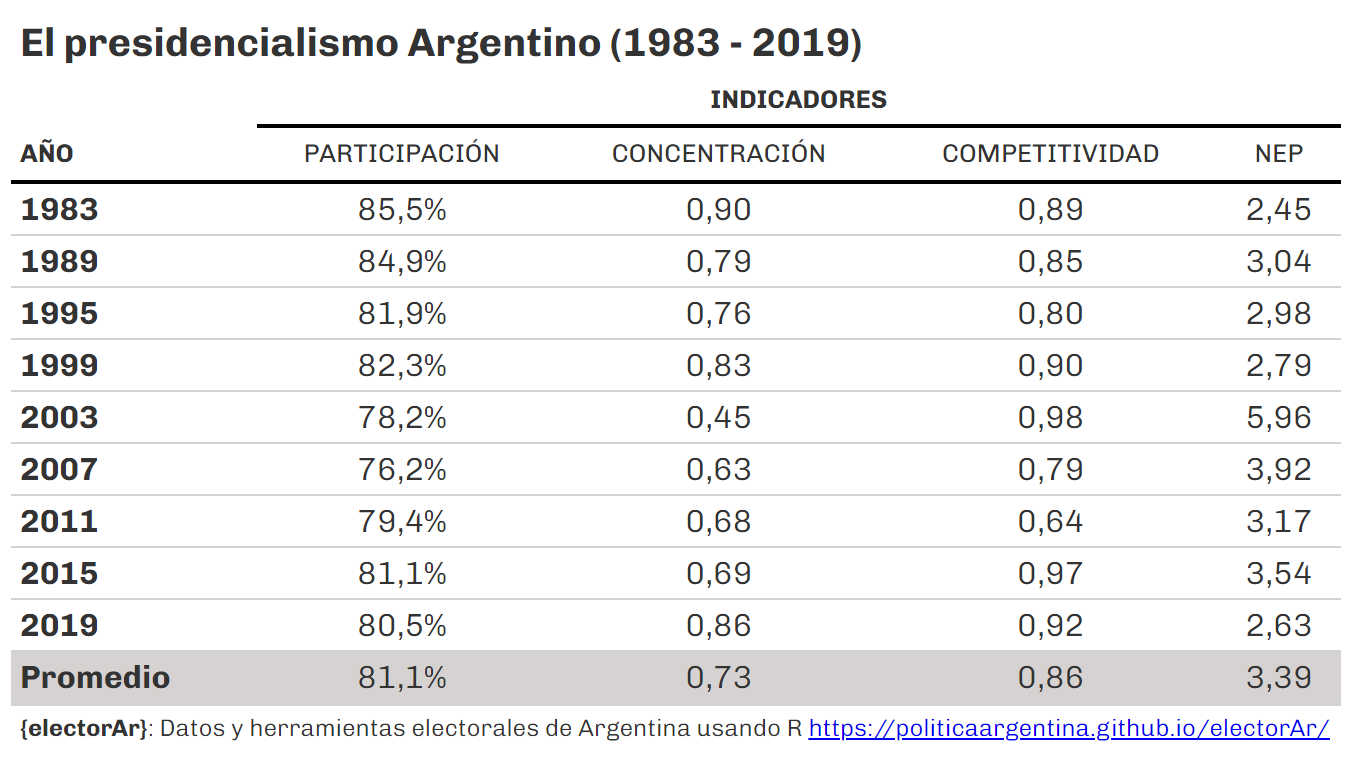 El presidencialismo Argentino (1983 - 2019)
INDICADORES
AÑO PARTICIPACIÓN CONCENTRACIÓN COMPETITIVIDAD NEP
1983 85,5% 0,90 0,89 2,45
1989 84,9% 0,79 0,85 3,04
1995 81,9% 0,76 0,80 2,98
1999 82,3% 0,83 0,90 2,79
2003 78,2% 0,45 0,98 5,96
2007 76,2% 0,63 0,79 3,92
2011 79,4% 0,68 0,64 3,17
2015 81,1% 0,69 0,97 3,54
2019 80,5% 0,86 0,92 2,63
Promedio 81,1% 0,73 0,86 3,39
{electorAr}: Datos y herramientas electorales de Argentina usando R https://politicaargentina.github.io/electorAr/